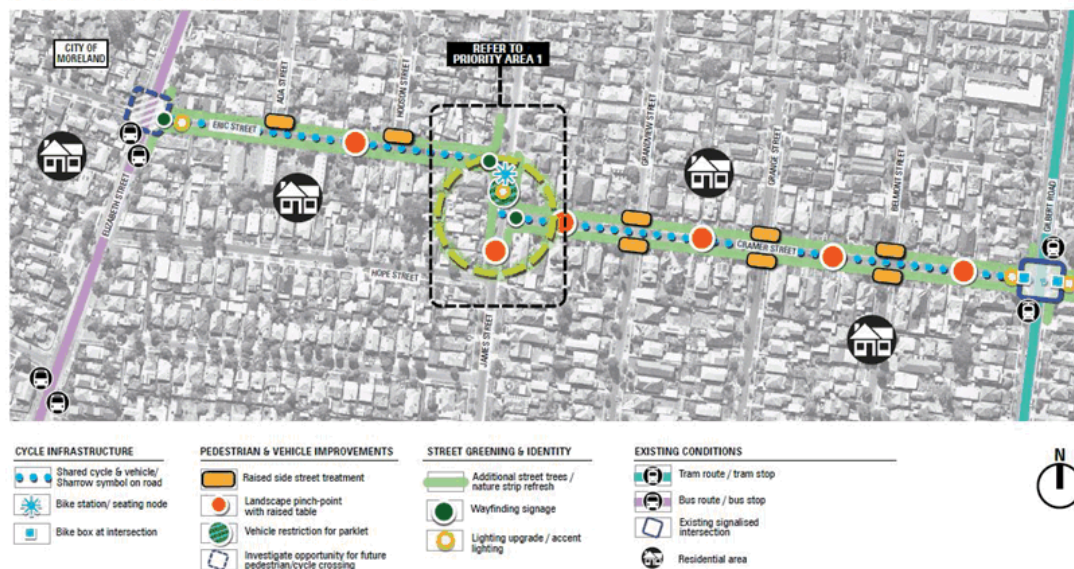 CITY OF
MORELAND
REFER TO
PRIORITY AREA 1
ADA STREET
HODSON STREET
ERIC STREET
ELIZABETH STREET
HOPE STREET
JAMES STREET
GRANDVIEW STREET
GRANGE STREET
BELMONT STREET
CRAMER STREET
GILBERT ROAD
CYCLE INFRASTRUCTURE
Shared cycle & vehicle/
Sharrow symbol on road
Bike station/ seating node
Bike box at intersection
PEDESTRIAN & VEHICLE IMPROVEMENTS
Raised side street treatment
Landscape pinch-point
with raised table
Vehicle restriction for parklet
Investigate opportunity for future
pedestrian/cycle crossing
STREET GREENING & IDENTITY
Additional street trees /
nature strip refresh
Wayfinding signage
Lighting upgrade / accent
lighting
EXISTING CONDITIONS
Tram route / tram stop
Bus route / bus stop
Existing signalised
intersection
Residential area
N